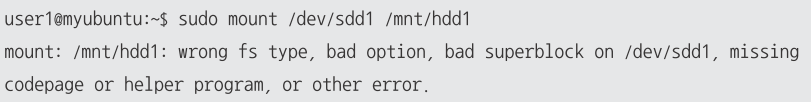 user1@myubuntu:~$ sudo mount /dev/sdd1 /mnt/hdd1
mount: /mnt/hdd1: wrong fs type, bad option, bad superblock on /dev/sdd1, missing
codepage or helper program, or other error.